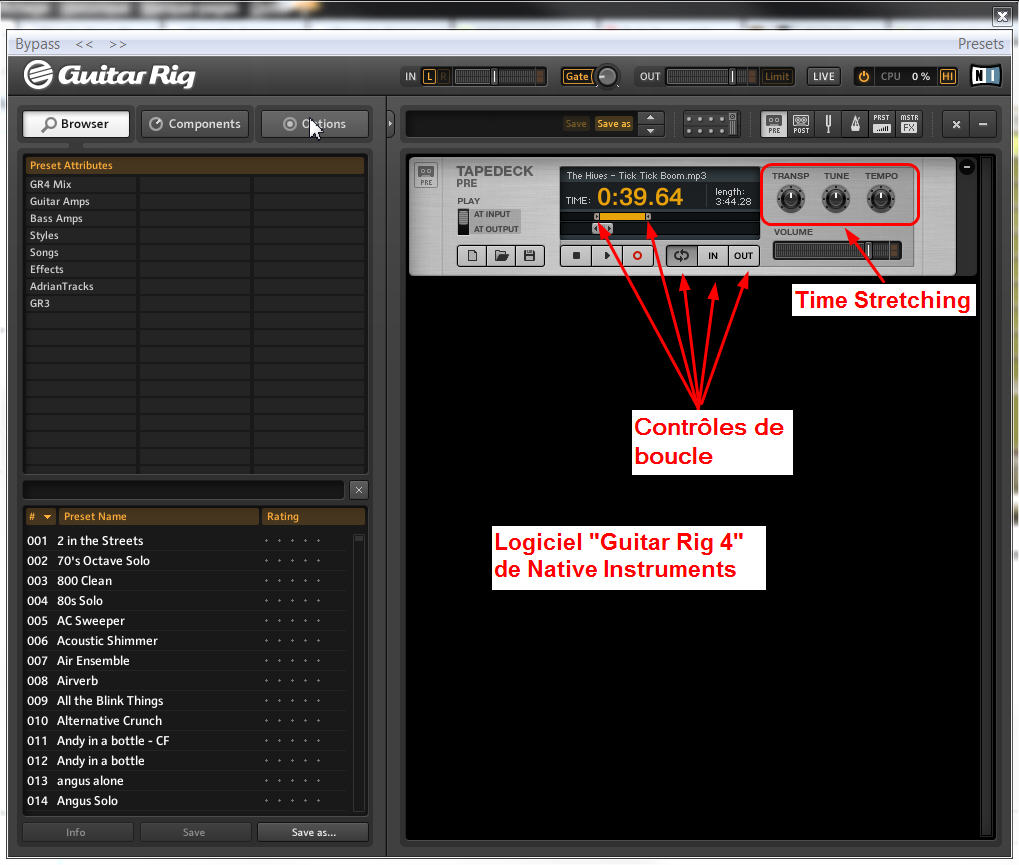 Bypass << >> Presets
Guitar Rig
IN L R Gate OUT Limit LIVE CPU 0 % HI NI
Browser Components Options
Save Save as PRE POST PRST MSTR FX
Preset Attributes
GR4 Mix
Guitar Amps
Bass Amps
Styles
Songs
Effects
AdrianTracks
GR3
PRE
TAPEDECK
PRE
PLAY
AT INPUT
AT OUTPUT
The Hives - Tick Tick Boom.mp3
TIME: 0:39.64 length:
3:44.28
IN OUT
TRANSP TUNE TEMPO
VOLUME
Time Stretching
Contrôles de
boucle
Logiciel "Guitar Rig 4"
de Native Instruments
# Preset Name Rating
001 2 in the Streets
002 70's Octave Solo
003 800 Clean
004 80s Solo
005 AC Sweeper
006 Acoustic Shimmer
007 Air Ensemble
008 Airverb
009 All the Blink Things
010 Alternative Crunch
011 Andy in a bottle - CF
012 Andy in a bottle
013 angus alone
014 Angus Solo
Info Save Save as...